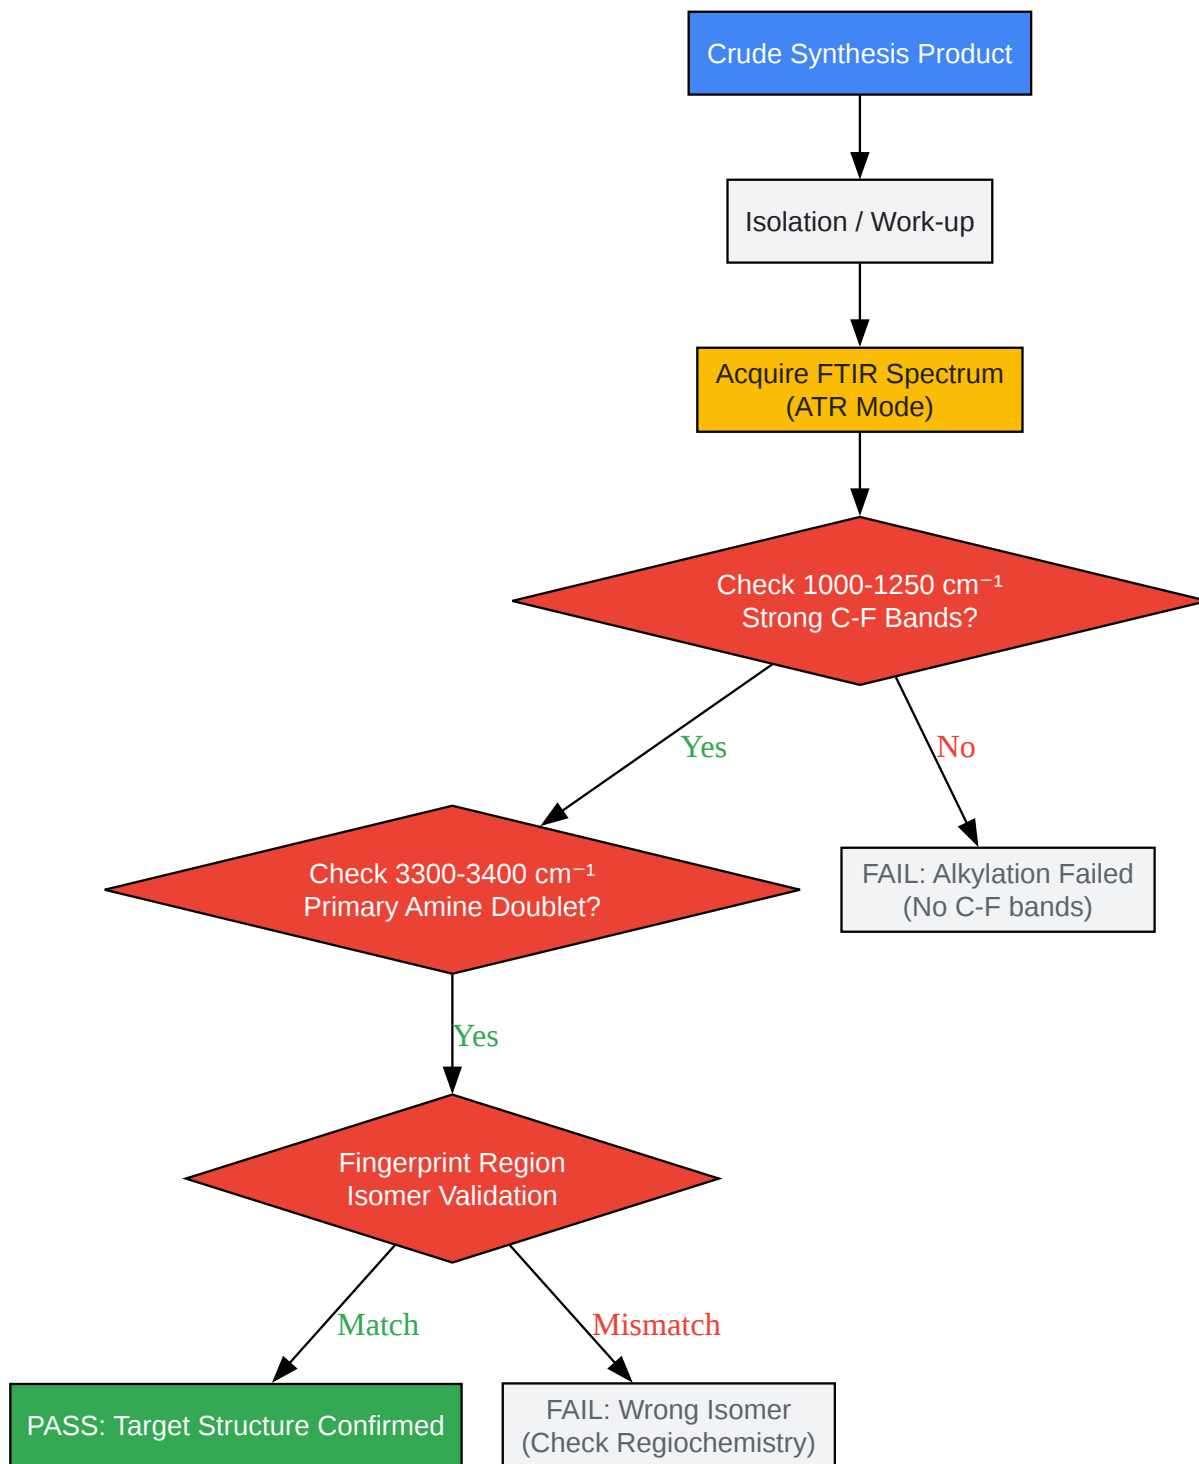 Crude Synthesis Product
Isolation / Work-up
Acquire FTIR Spectrum
(ATR Mode)
Check 1000-1250 cm⁻¹
Strong C-F Bands?
Yes
No
Check 3300-3400 cm⁻¹
Primary Amine Doublet?
FAIL: Alkylation Failed
(No C-F bands)
Yes
Fingerprint Region
Isomer Validation
Match
Mismatch
PASS: Target Structure Confirmed
FAIL: Wrong Isomer
(Check Regiochemistry)